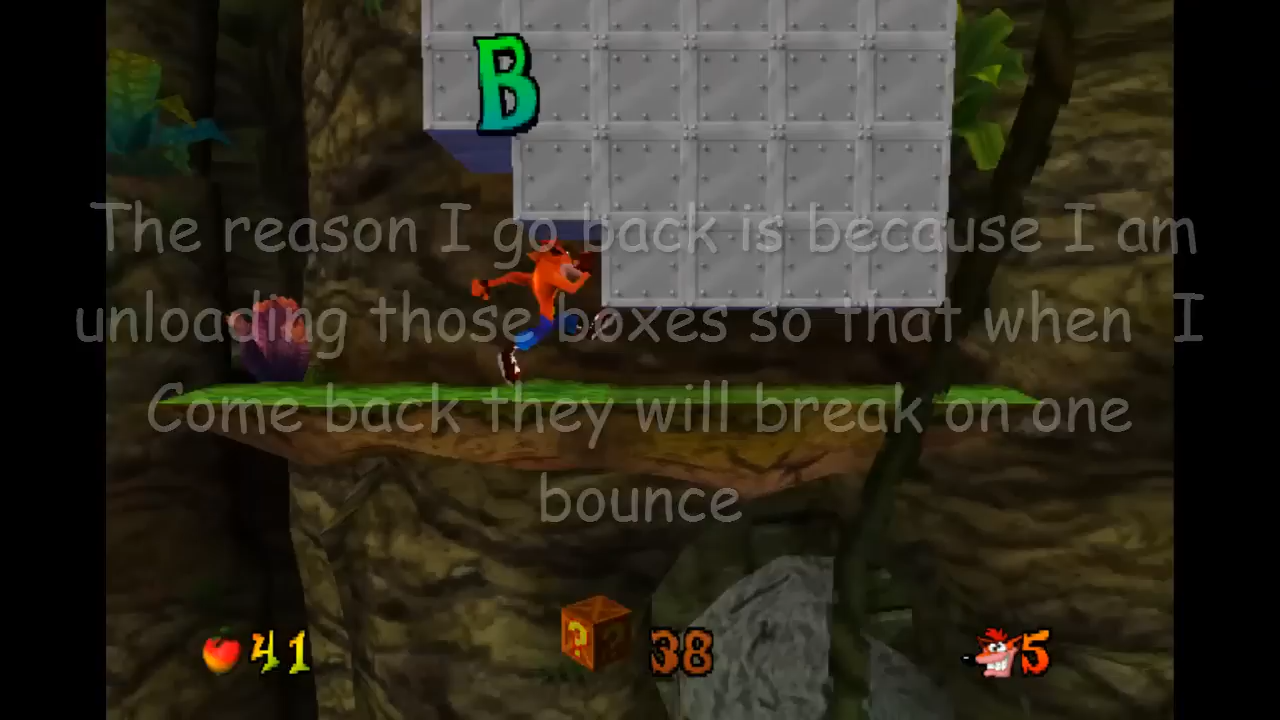 B
The reason I go back is because I am
unloading those boxes so that when I
Come back they will break on one
bounce
41 ? ? 38 5